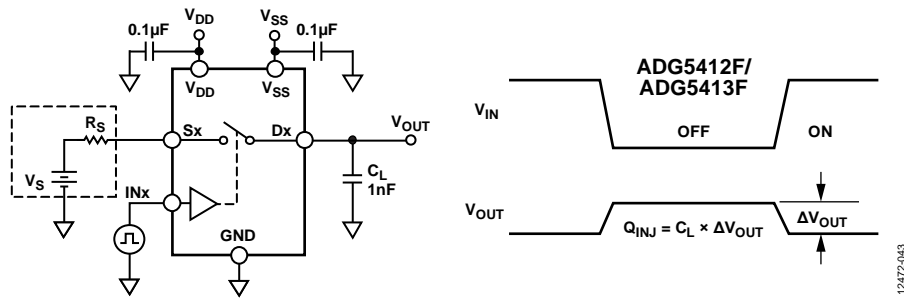 V_DD V_SS
0.1µF 0.1µF
V_DD V_SS
R_S
Sx Dx V_OUT
V_S
C_L
1nF
INx
GND
ADG5412F/
ADG5413F
V_IN
OFF ON
V_OUT
Q_INJ = C_L × ΔV_OUT
ΔV_OUT
12472-043